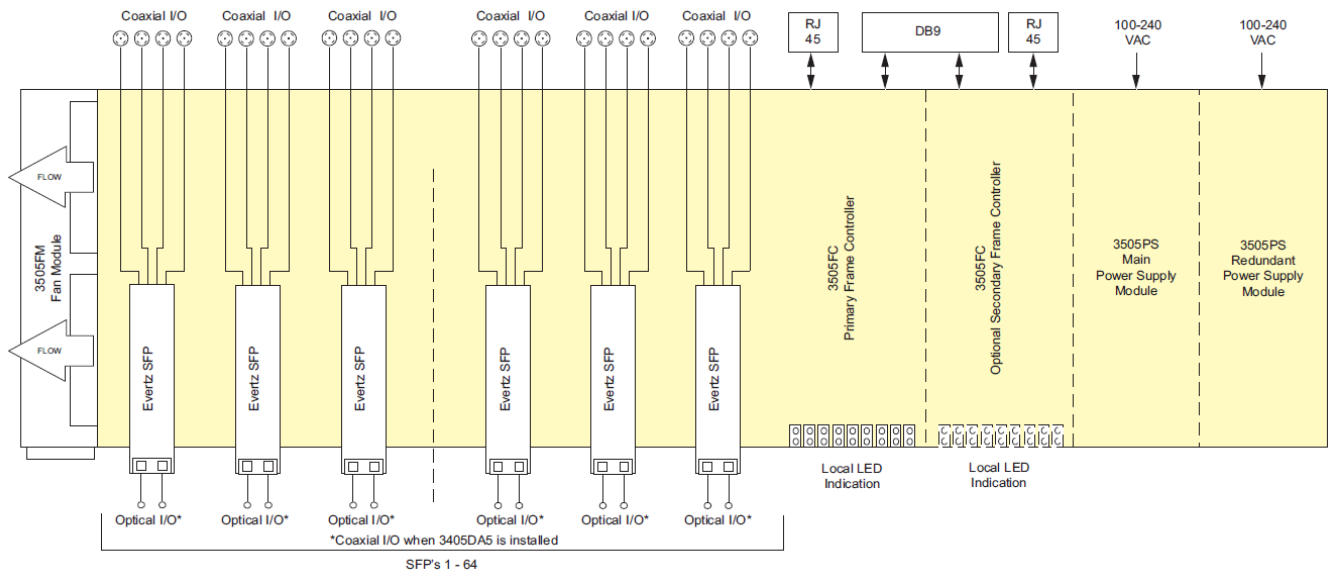 Coaxial I/O
Coaxial I/O
Coaxial I/O
Coaxial I/O
Coaxial I/O
Coaxial I/O
RJ
45
DB9
RJ
45
100-240
VAC
100-240
VAC
FLOW
FLOW
3505FM
Fan Module
Evertz SFP
Evertz SFP
Evertz SFP
Evertz SFP
Evertz SFP
Evertz SFP
3505FC
Primary Frame Controller
3505FC
Optional Secondary Frame Controller
3505PS
Main
Power Supply
Module
3505PS
Redundant
Power Supply
Module
Local LED
Indication
Local LED
Indication
Optical I/O*
Optical I/O*
Optical I/O*
Optical I/O*
Optical I/O*
Optical I/O*
*Coaxial I/O when 3405DA5 is installed
SFP's 1 - 64